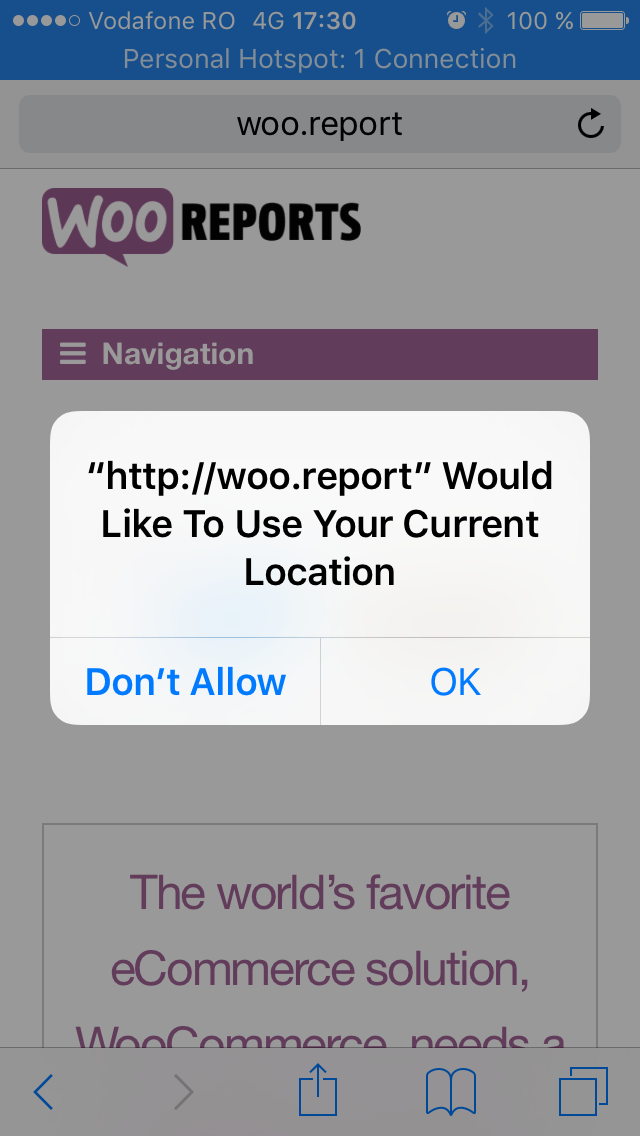 Vodafone RO 4G 17:30 100 %
Personal Hotspot: 1 Connection
woo.report
WOO REPORTS
Navigation
“http://woo.report” Would
Like To Use Your Current
Location
Don’t Allow OK
The world’s favorite
eCommerce solution,
WooCommerce, needs a